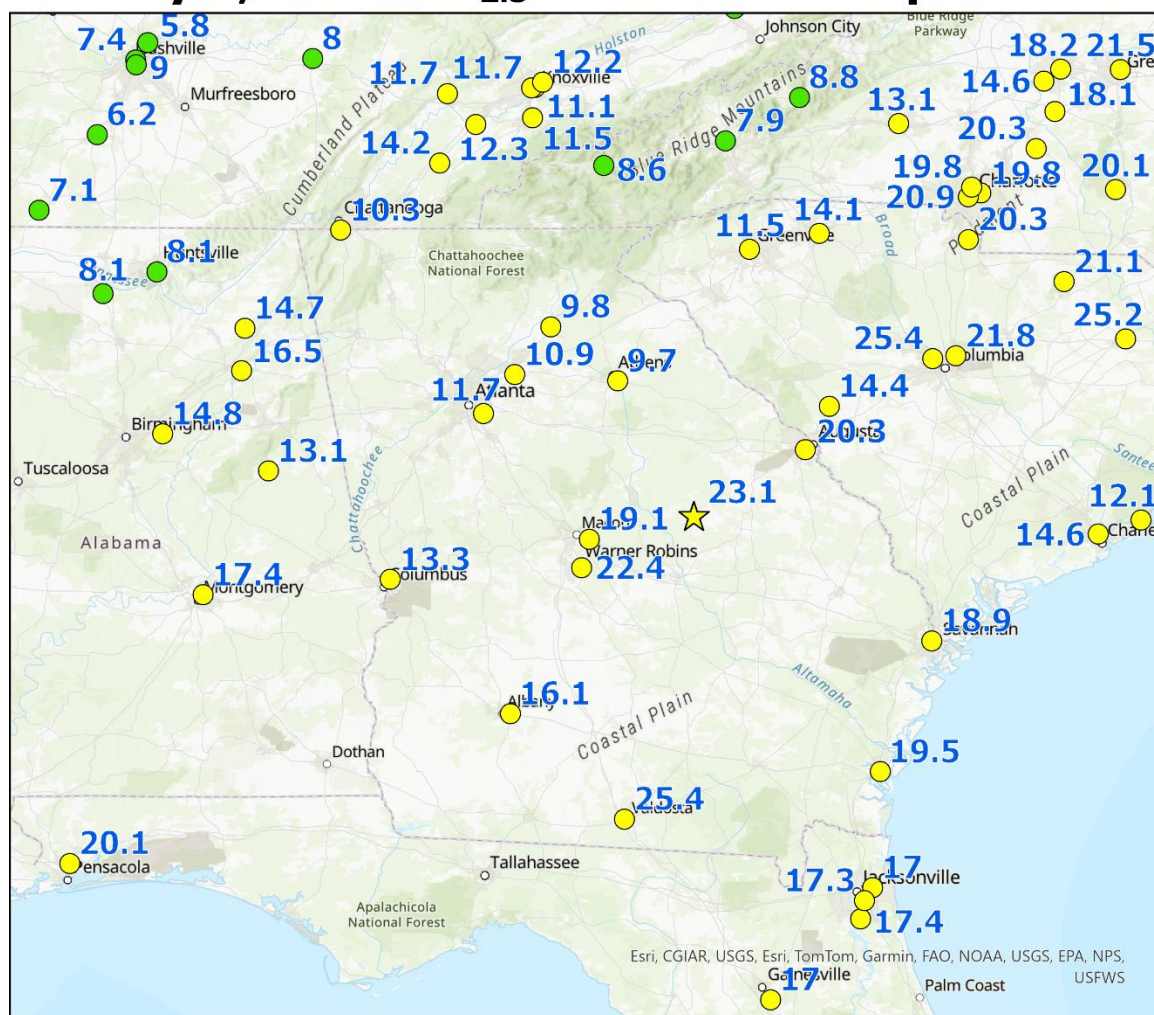 2.5
Johnson City
Blue Ridge
Parkway
5.8
7.4
Nashville
9
8
Murfreesboro
6.2
7.1
Cumberland Plateau
11.7
11.7
12.2
Knoxville
Holston
11.1
11.5
12.3
14.2
8.6
7.9
8.8
Blue Ridge Mountains
13.1
18.2
21.5
14.6
18.1
20.3
19.8
19.8
Charlotte
20.9
20.1
20.3
Piedmont
Chattanooga
10.3
11.5
14.1
Greenville
Broad
Chattahoochee
National Forest
8.1
Huntsville
8.1
21.1
14.7
9.8
25.2
16.5
10.9
Athens
9.7
25.4
21.8
Columbia
11.7
Atlanta
14.4
14.8
Birmingham
20.3
Augusta
Tuscaloosa
13.1
Chattahoochee
Coastal Plain
Santee
23.1
12.1
19.1
Macon
14.6
Alabama
Warner Robins
22.4
13.3
Columbus
17.4
Montgomery
18.9
Savannah
Altamaha
16.1
Albany
Coastal Plain
Dothan
19.5
25.4
Valdosta
20.1
Pensacola
Tallahassee
17
17.3
Jacksonville
17.4
Apalachicola
National Forest
Esri, CGIAR, USGS, Esri, TomTom, Garmin, FAO, NOAA, USGS, EPA, NPS,
USFWS
Gainesville
17
Palm Coast